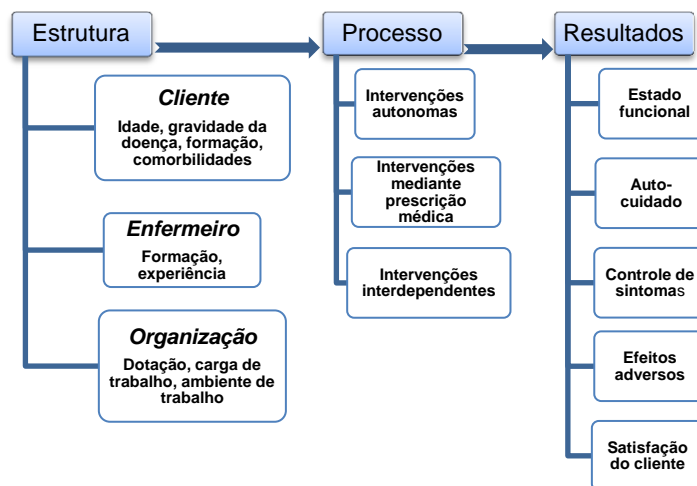 Estrutura
Cliente
Idade, gravidade da
doença, formação,
comorbilidades
Enfermeiro
Formação,
experiência
Organização
Dotação, carga de
trabalho, ambiente de
trabalho
Processo
Intervenções
autonomas
Intervenções
mediante
prescrição
médica
Intervenções
interdependentes
Resultados
Estado
funcional
Auto-
cuidado
Controle de
sintomas
Efeitos
adversos
Satisfação
do cliente